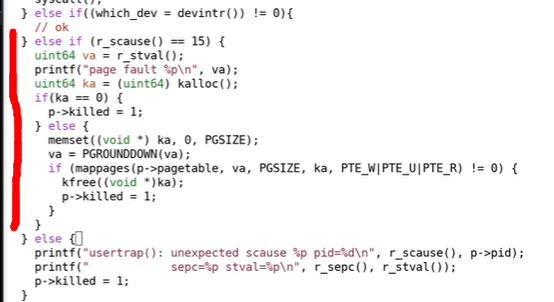 syscall();
} else if((which_dev = devintr()) != 0){
// ok
} else if (r_scause() == 15) {
uint64 va = r_stval();
printf("page fault %p\n", va);
uint64 ka = (uint64) kalloc();
if(ka == 0) {
p->killed = 1;
} else {
memset((void *) ka, 0, PGSIZE);
va = PGROUNDDOWN(va);
if (mappages(p->pagetable, va, PGSIZE, ka, PTE_W|PTE_U|PTE_R) != 0) {
kfree((void *)ka);
p->killed = 1;
}
}
} else {
printf("usertrap(): unexpected scause %p pid=%d\n", r_scause(), p->pid);
printf("            sepc=%p stval=%p\n", r_sepc(), r_stval());
p->killed = 1;
}